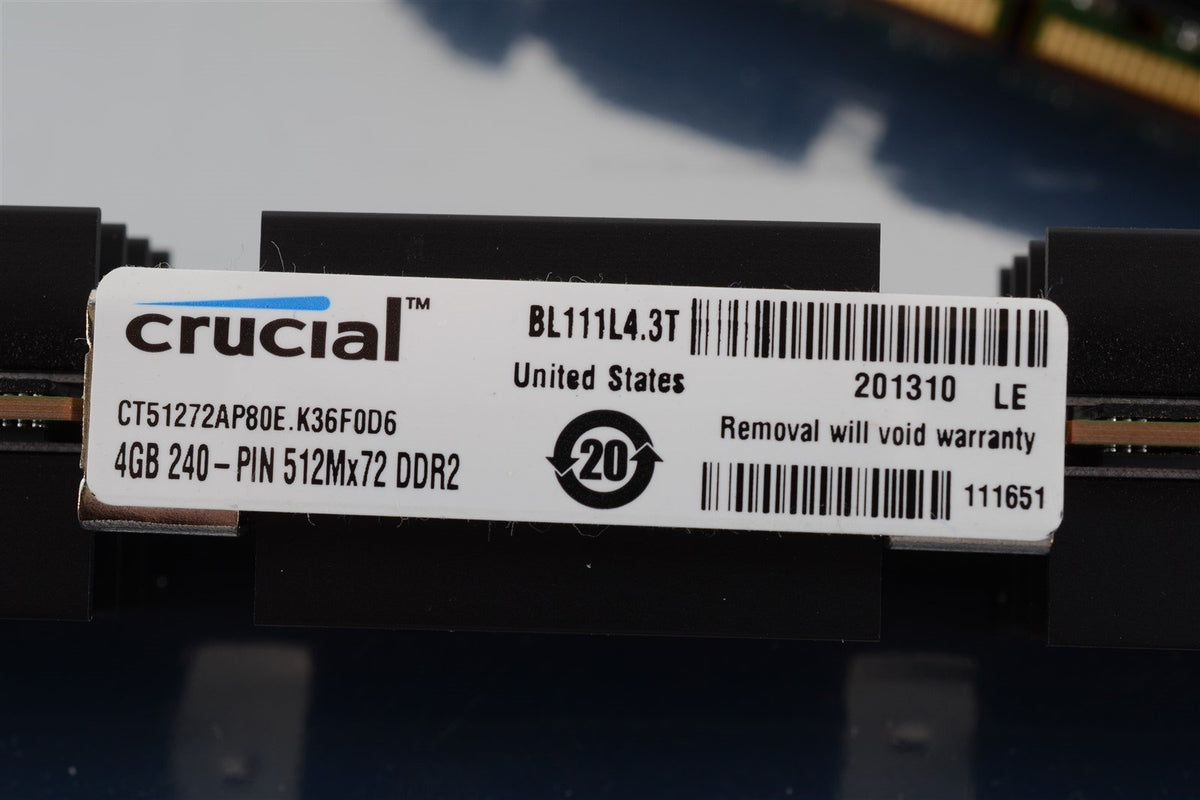 crucial™
CT51272AP80E.K36F0D6
4GB 240-PIN 512Mx72 DDR2
BL111L4.3T
United States
20
201310 LE
Removal will void warranty
111651